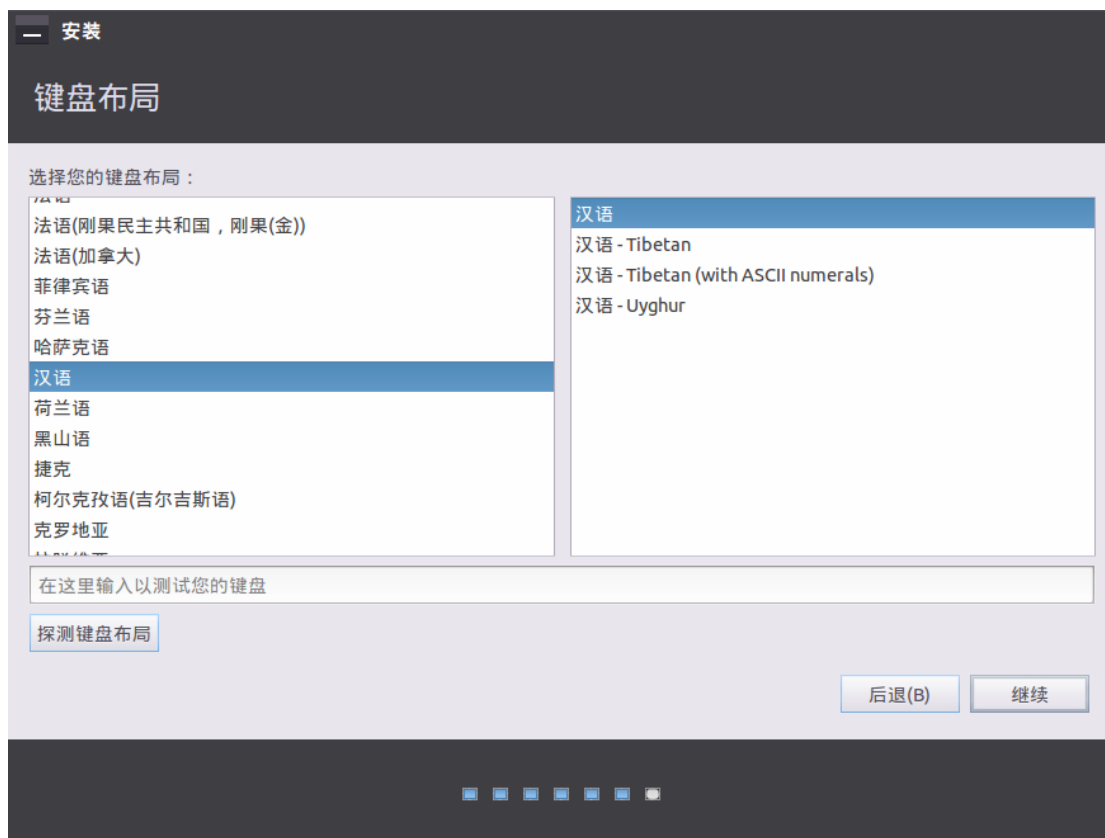 安装
键盘布局
选择您的键盘布局：
法语
法语(刚果民主共和国，刚果(金))
法语(加拿大)
菲律宾语
芬兰语
哈萨克语
汉语
荷兰语
黑山语
捷克
柯尔克孜语(吉尔吉斯语)
克罗地亚
汉语
汉语 - Tibetan
汉语 - Tibetan (with ASCII numerals)
汉语 - Uyghur
在这里输入以测试您的键盘
探测键盘布局
后退(B)
继续